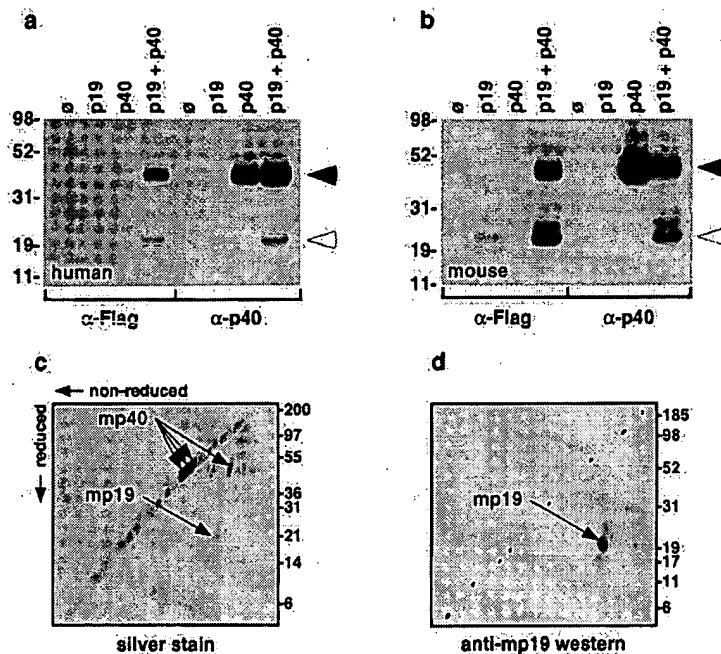 a
ø p19 p40 p19 + p40 ø p19 p40 p19 + p40
98-
52-
31-
19-
11-
human
α-Flag α-p40
b
ø p19 p40 p19 + p40 ø p19 p40 p19 + p40
98-
52-
31-
19-
11-
mouse
α-Flag α-p40
c
non-reduced
reduced
mp40
mp19
-200
-97
-55
-36
-31
-21
-14
-6
silver stain
d
mp19
-185
-98
-52
-31
-19
-17
-11
-6
anti-mp19 western